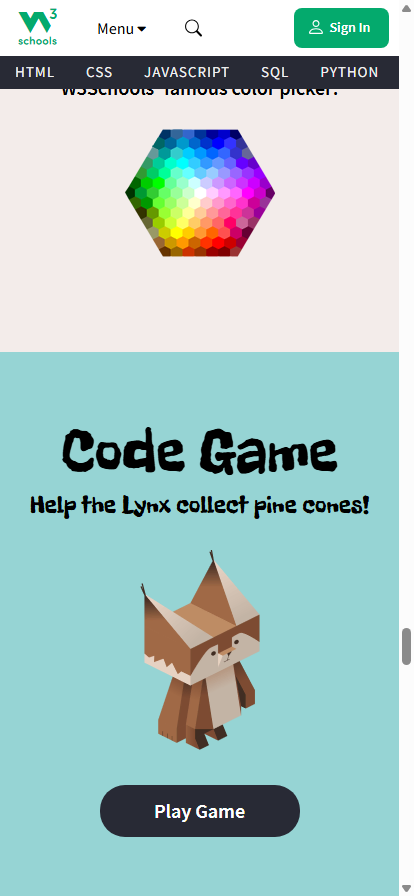 3
schools
Menu
Sign In
HTML CSS JAVASCRIPT SQL PYTHON
W3Schools' famous color picker!
Code Game
Help the Lynx collect pine cones!
Play Game